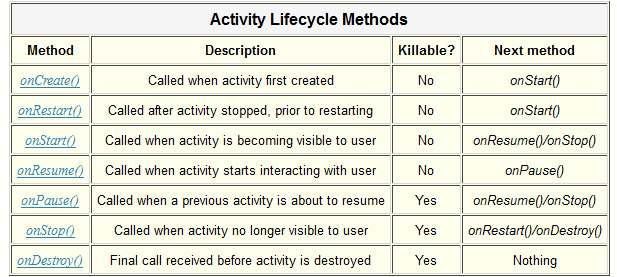 Activity Lifecycle Methods
Method Description Killable? Next method
onCreate() Called when activity first created No onStart()
onRestart() Called after activity stopped, prior to restarting No onStart()
onStart() Called when activity is becoming visible to user No onResume()/onStop()
onResume() Called when activity starts interacting with user No onPause()
onPause() Called when a previous activity is about to resume Yes onResume()/onStop()
onStop() Called when activity no longer visible to user Yes onRestart()/onDestroy()
onDestroy() Final call received before activity is destroyed Yes Nothing